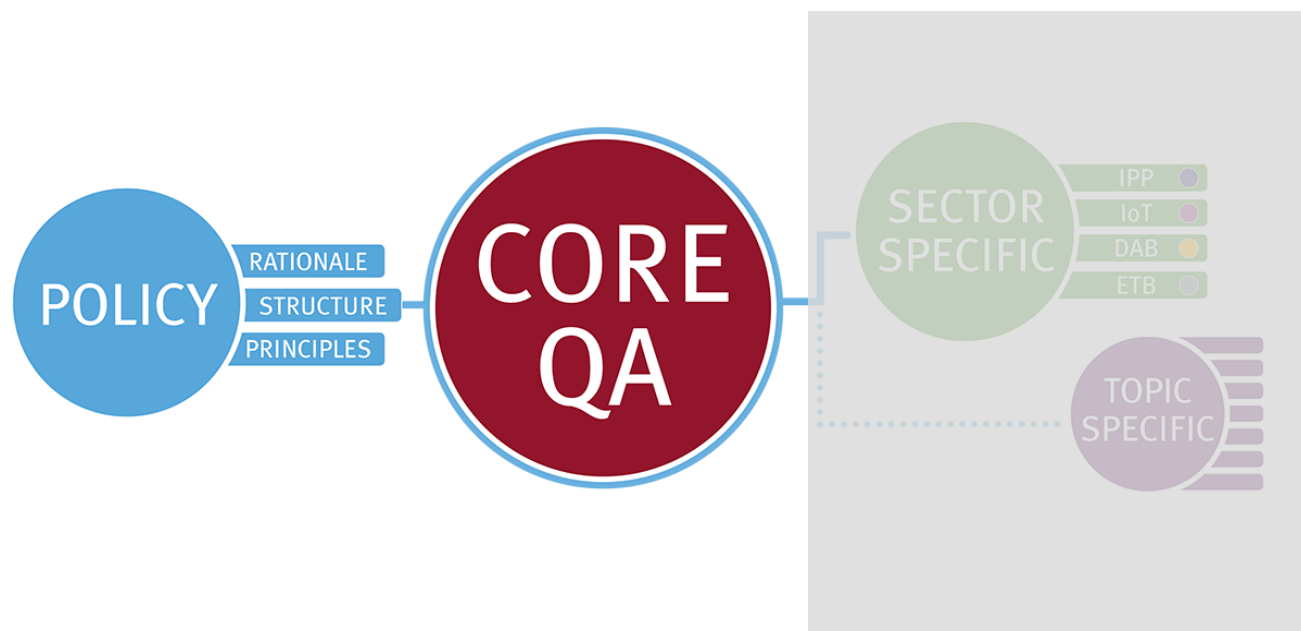 POLICY
RATIONALE
STRUCTURE
PRINCIPLES
CORE
QA
SECTOR
SPECIFIC
IPP
IoT
DAB
ETB
TOPIC
SPECIFIC